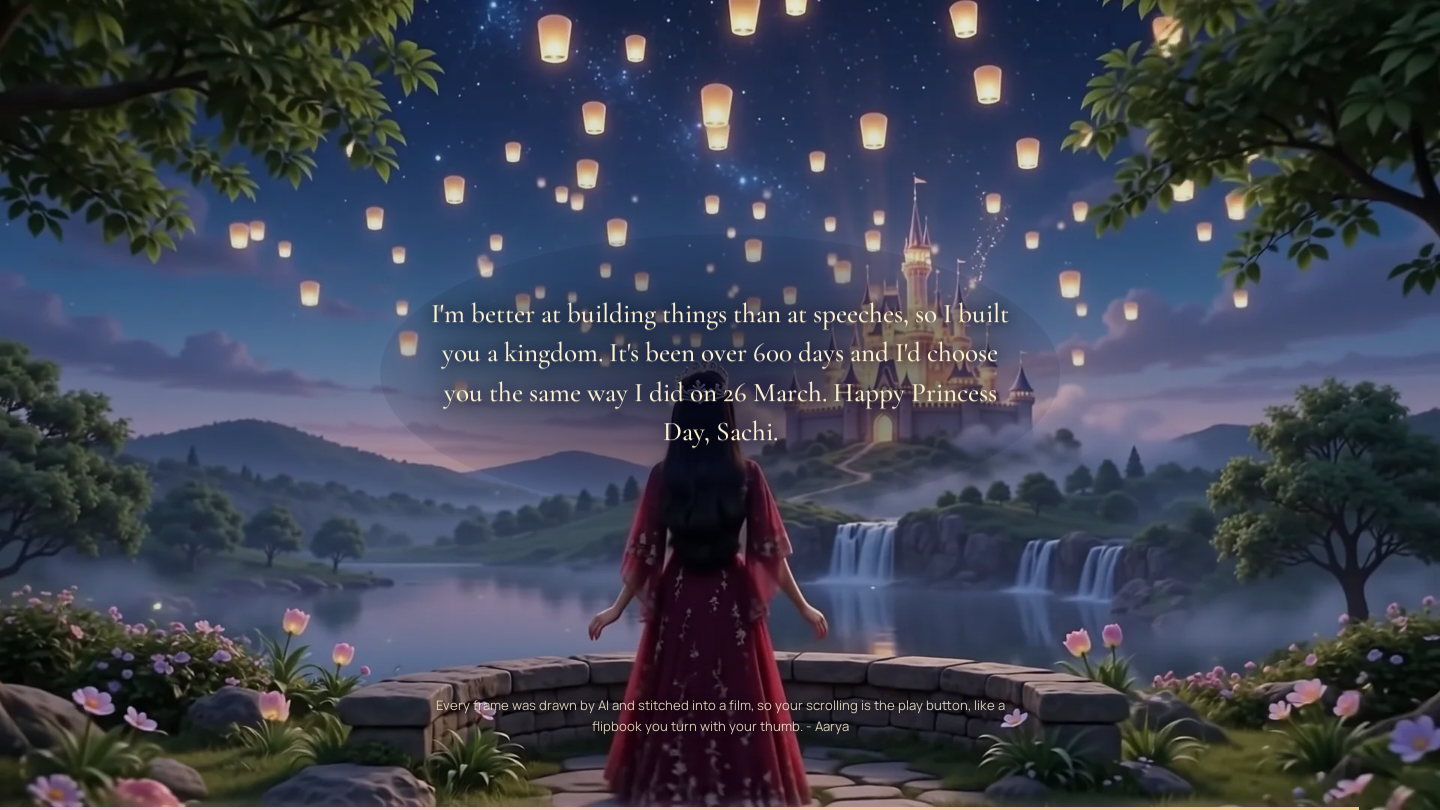 I'm better at building things than at speeches, so I built
you a kingdom. It's been over 600 days and I'd choose
you the same way I did on 26 March. Happy Princess
Day, Sachi.
Every frame was drawn by AI and stitched into a film, so your scrolling is the play button, like a
flipbook you turn with your thumb. - Aarya